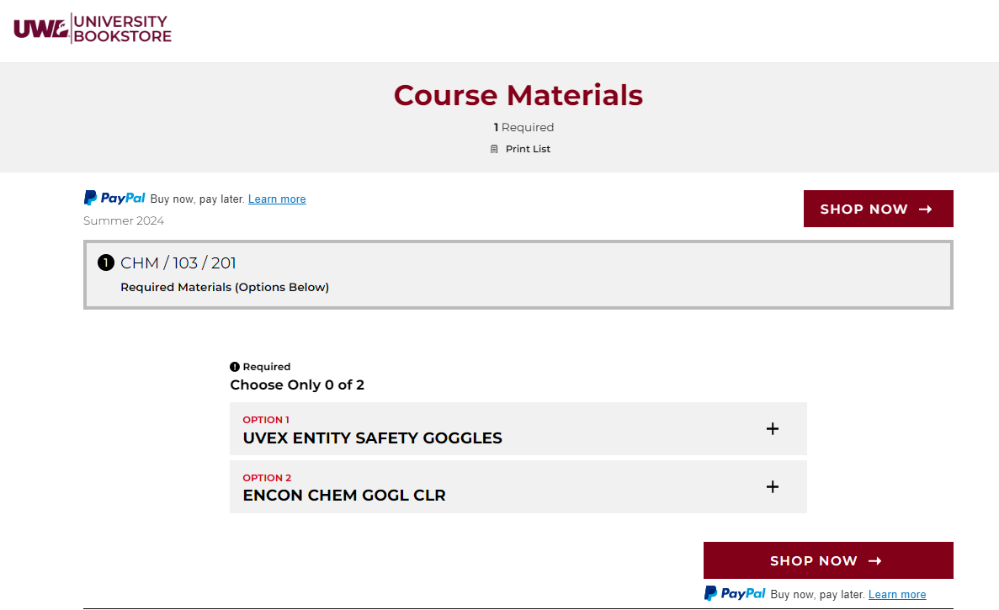 UWL UNIVERSITY
BOOKSTORE
Course Materials
1 Required
Print List
PayPal Buy now, pay later. Learn more
SHOP NOW →
Summer 2024
1 CHM / 103 / 201
Required Materials (Options Below)
Required
Choose Only 0 of 2
OPTION 1
UVEX ENTITY SAFETY GOGGLES
OPTION 2
ENCON CHEM GOGL CLR
SHOP NOW →
PayPal Buy now, pay later. Learn more